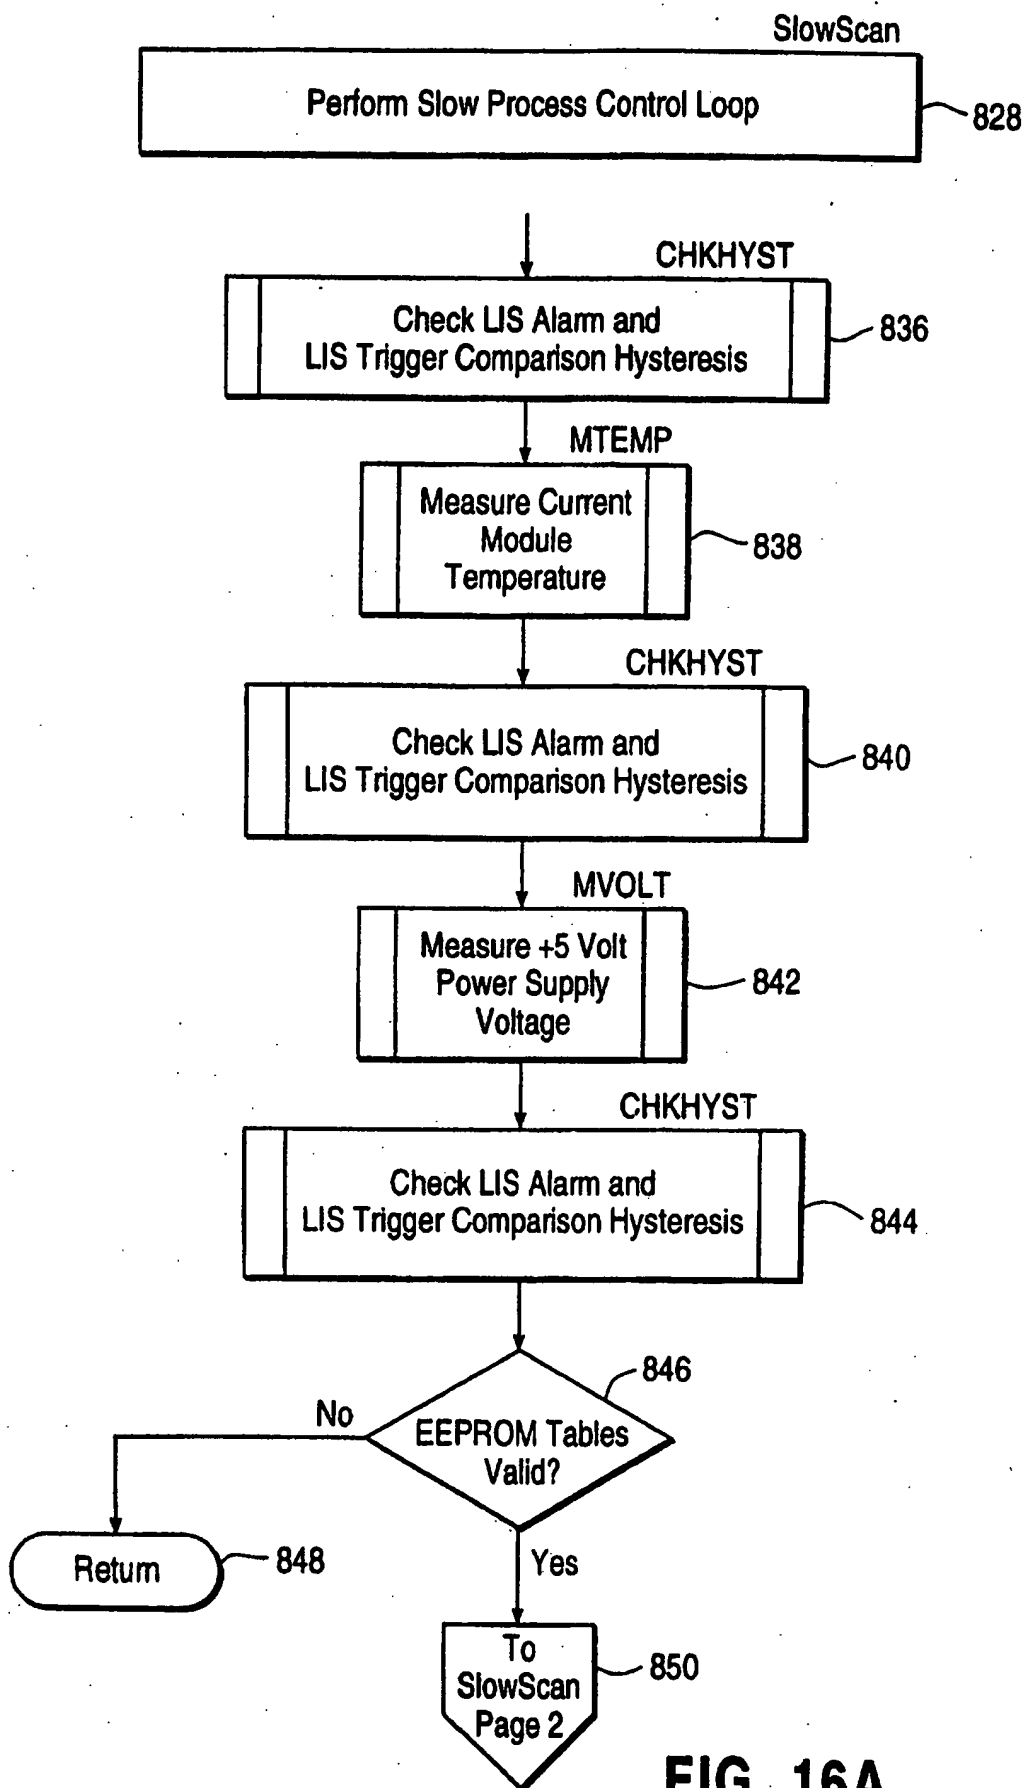 SlowScan
Perform Slow Process Control Loop
828
CHKHYST
Check LIS Alarm and
LIS Trigger Comparison Hysteresis
836
MTEMP
Measure Current
Module
Temperature
838
CHKHYST
Check LIS Alarm and
LIS Trigger Comparison Hysteresis
840
MVOLT
Measure +5 Volt
Power Supply
Voltage
842
CHKHYST
Check LIS Alarm and
LIS Trigger Comparison Hysteresis
844
846
No
EEPROM Tables
Valid?
Return
848
Yes
To
SlowScan
Page 2
850
FIG. 16A